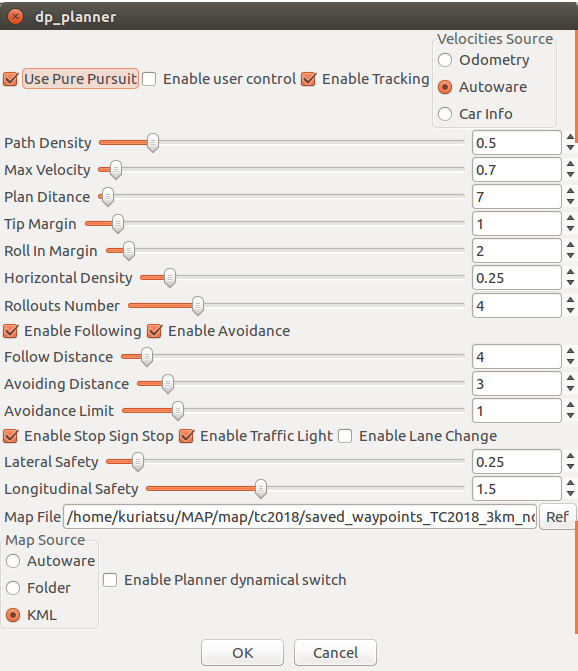 dp_planner
Velocities Source
Use Pure Pursuit Enable user control Enable Tracking
Odometry
Autoware
Car Info
Path Density 0.5
Max Velocity 0.7
Plan Ditance 7
Tip Margin 1
Roll In Margin 2
Horizontal Density 0.25
Rollouts Number 4
Enable Following Enable Avoidance
Follow Distance 4
Avoiding Distance 3
Avoidance Limit 1
Enable Stop Sign Stop Enable Traffic Light Enable Lane Change
Lateral Safety 0.25
Longitudinal Safety 1.5
Map File /home/kuriatsu/MAP/map/tc2018/saved_waypoints_TC2018_3km_ Ref
Map Source
Autoware
Folder
KML
Enable Planner dynamical switch
OK Cancel